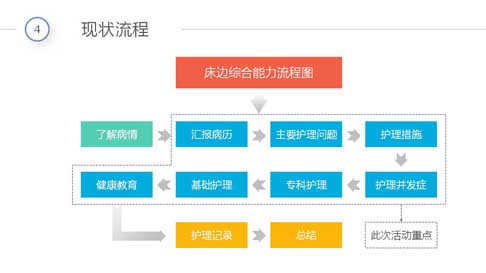 4
现状流程
床边综合能力流程图
了解病情
汇报病历
主要护理问题
护理措施
健康教育
基础护理
专科护理
护理并发症
护理记录
总结
此次活动重点